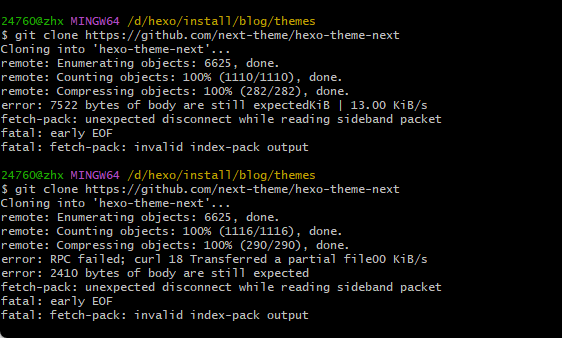 24760@zhx MINGW64 /d/hexo/install/blog/themes
$ git clone https://github.com/next-theme/hexo-theme-next
Cloning into 'hexo-theme-next'...
remote: Enumerating objects: 6625, done.
remote: Counting objects: 100% (1110/1110), done.
remote: Compressing objects: 100% (282/282), done.
error: 7522 bytes of body are still expectedKiB | 13.00 KiB/s
fetch-pack: unexpected disconnect while reading sideband packet
fatal: early EOF
fatal: fetch-pack: invalid index-pack output
24760@zhx MINGW64 /d/hexo/install/blog/themes
$ git clone https://github.com/next-theme/hexo-theme-next
Cloning into 'hexo-theme-next'...
remote: Enumerating objects: 6625, done.
remote: Counting objects: 100% (1116/1116), done.
remote: Compressing objects: 100% (290/290), done.
error: RPC failed; curl 18 Transferred a partial file00 KiB/s
error: 2410 bytes of body are still expected
fetch-pack: unexpected disconnect while reading sideband packet
fatal: early EOF
fatal: fetch-pack: invalid index-pack output